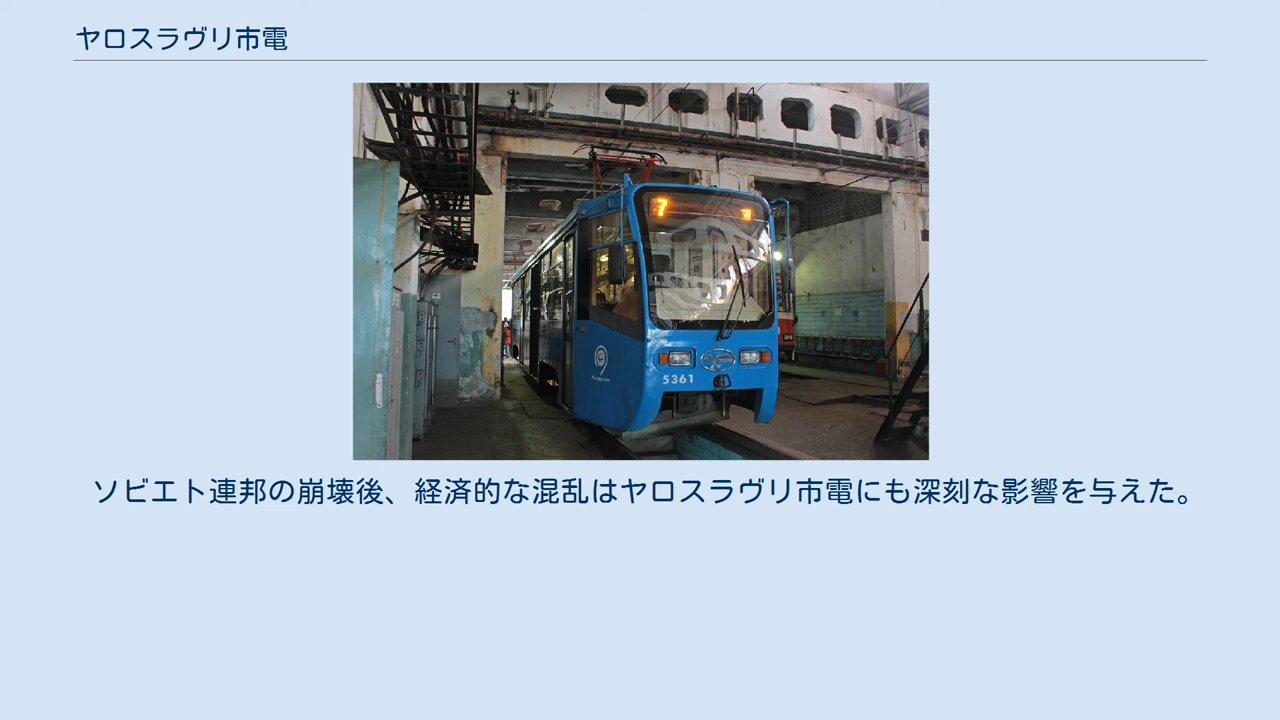 ヤロスラヴリ市電
7
5361
ソビエト連邦の崩壊後、経済的な混乱はヤロスラヴリ市電にも深刻な影響を与えた。